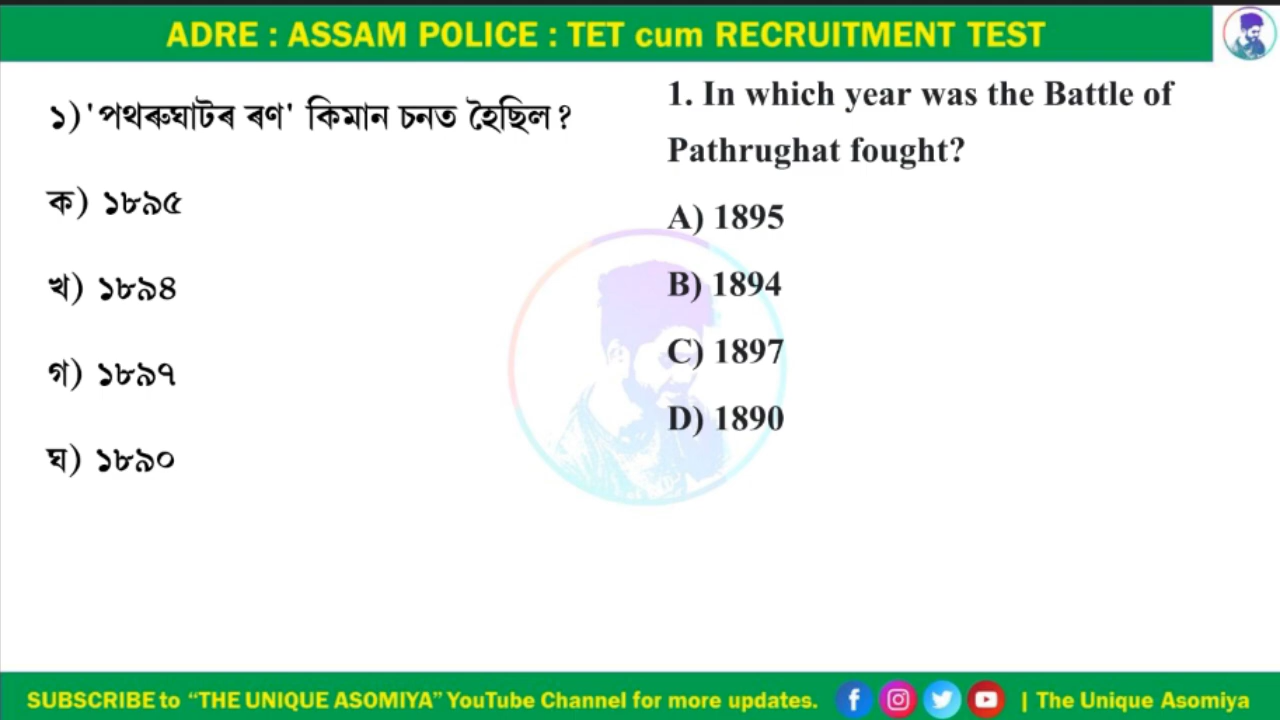 ADRE : ASSAM POLICE : TET cum RECRUITMENT TEST
১) 'পথৰুঘাটৰ ৰণ' কিমান চনত হৈছিল ?
ক) ১৮৯৫
খ) ১৮৯৪
গ) ১৮৯৭
ঘ) ১৮৯০
1. In which year was the Battle of
Pathrughat fought?
A) 1895
B) 1894
C) 1897
D) 1890
SUBSCRIBE to “THE UNIQUE ASOMIYA” YouTube Channel for more updates. | The Unique Asomiya